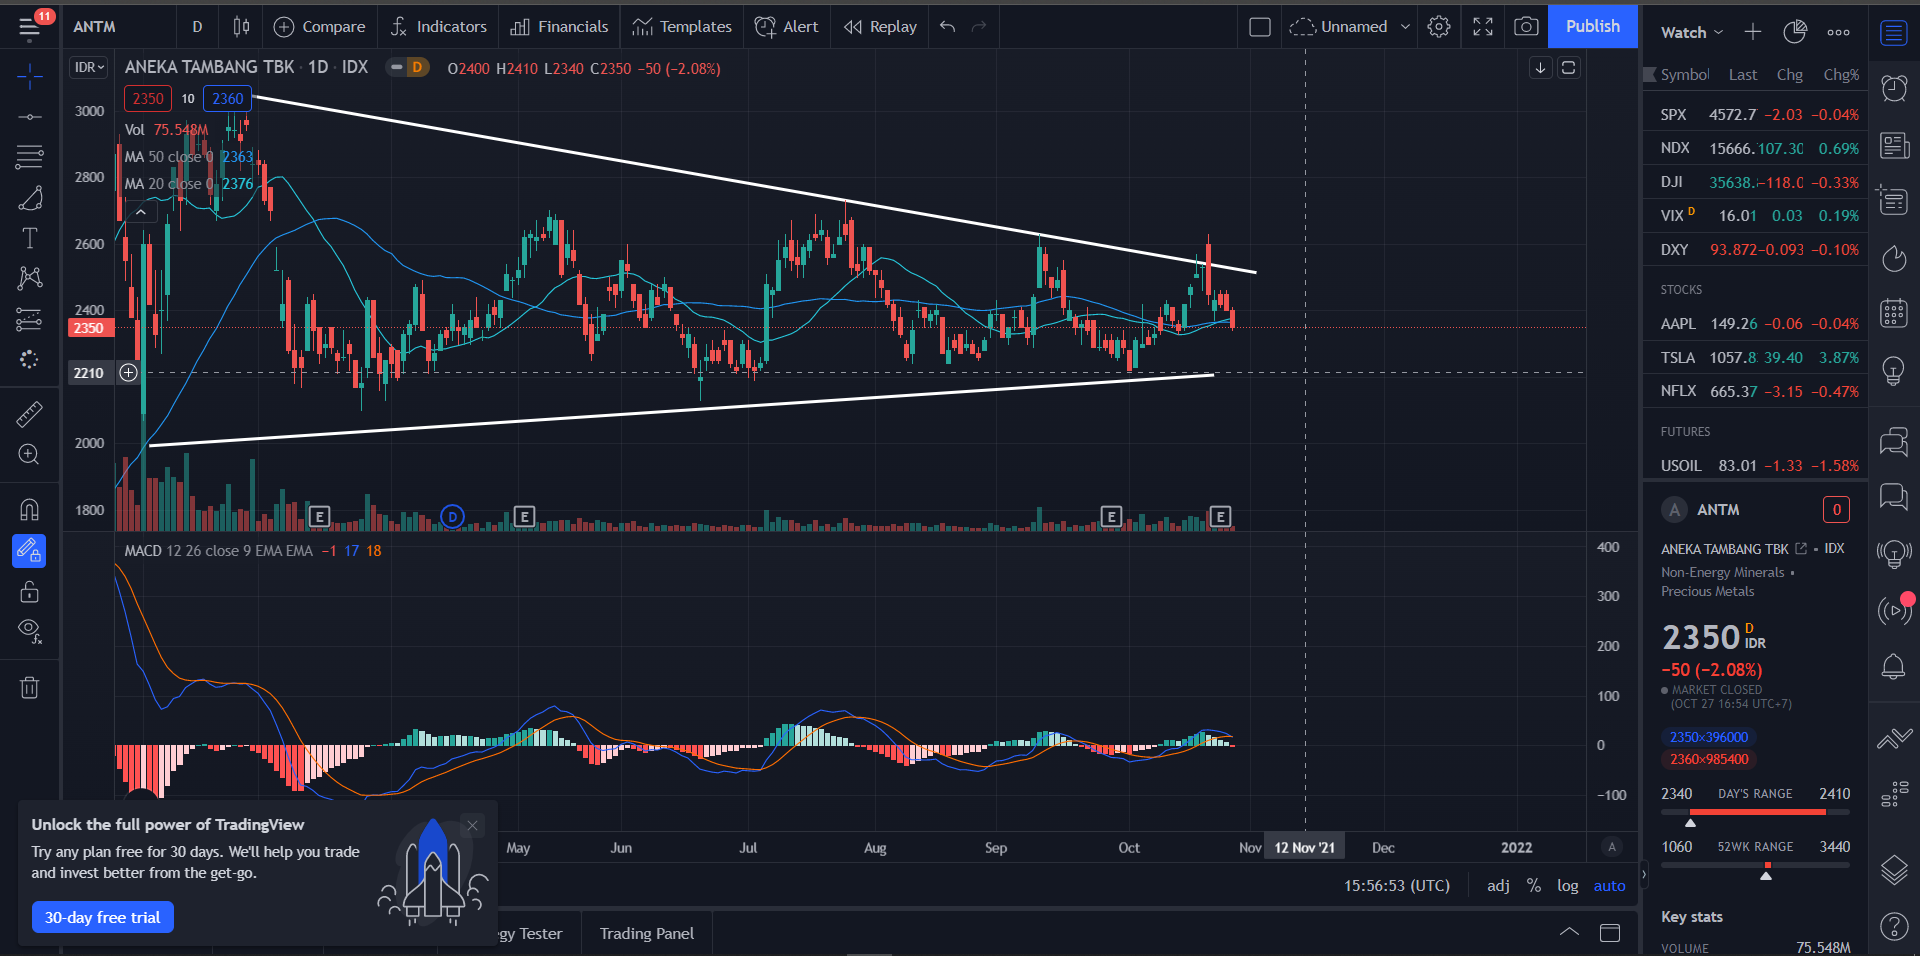 11
ANTM
D
Compare
Indicators
Financials
Templates
Alert
Replay
Unnamed
Publish
IDR
ANEKA TAMBANG TBK · 1D · IDX
D
O2400 H2410 L2340 C2350 −50 (−2.08%)
2350
10
2360
Vol 75.548M
MA 50 close 0 2363
MA 20 close 0 2376
3000
2800
2600
2400
2350
2210
2000
1800
E
D
E
E
E
MACD 12 26 close 9 EMA EMA −1 17 18
400
300
200
100
0
−100
May
Jun
Jul
Aug
Sep
Oct
Nov
12 Nov '21
Dec
2022
A
15:56:53 (UTC)
adj
%
log
auto
Unlock the full power of TradingView
Try any plan free for 30 days. We'll help you trade
and invest better from the get-go.
30-day free trial
gy Tester
Trading Panel
Watch
Symbol Last Chg Chg%
SPX 4572.7 −2.03 −0.04%
NDX 15666. 107.30 0.69%
DJI 35638. −118.0 −0.33%
VIX D 16.01 0.03 0.19%
DXY 93.872 −0.093 −0.10%
STOCKS
AAPL 149.26 −0.06 −0.04%
TSLA 1057.8 39.40 3.87%
NFLX 665.37 −3.15 −0.47%
FUTURES
USOIL 83.01 −1.33 −1.58%
A
ANTM
0
ANEKA TAMBANG TBK • IDX
Non-Energy Minerals •
Precious Metals
2350 D IDR
−50 (−2.08%)
MARKET CLOSED
(OCT 27 16:54 UTC+7)
2350×396000
2360×985400
2340 DAY'S RANGE 2410
1060 52WK RANGE 3440
Key stats
VOLUME 75.548M